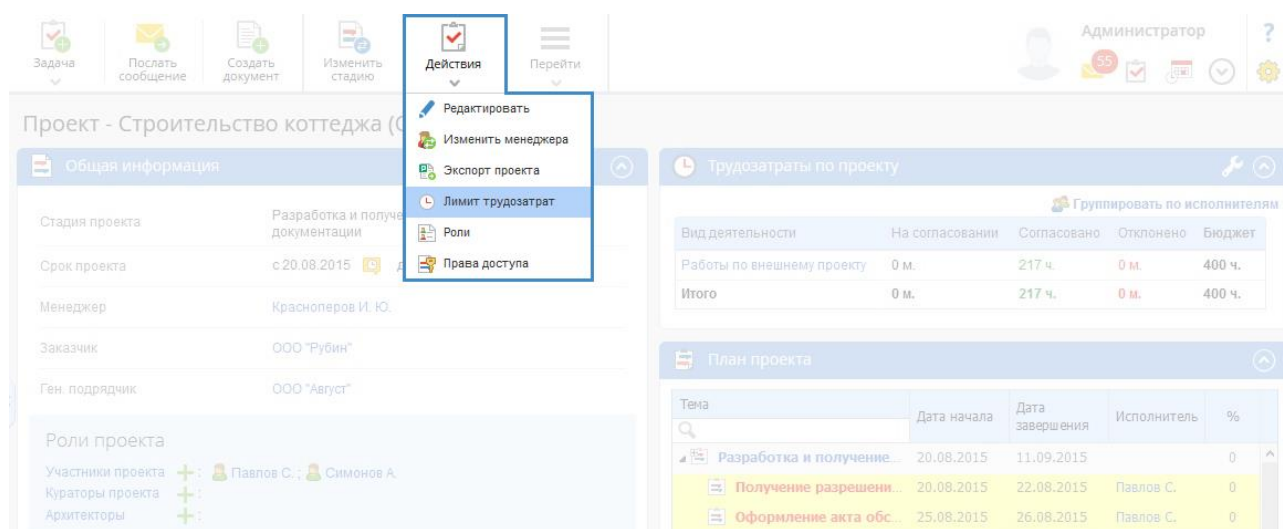 Задача
Послать
сообщение
Создать
документ
Изменить
стадию
Действия
Перейти
Администратор
?
55
Редактировать
Изменить менеджера
Экспорт проекта
Лимит трудозатрат
Роли
Права доступа
Проект - Строительство коттеджа (
Общая информация
Стадия проекта
Разработка и получе
документации
Срок проекта
с 20.08.2015
Менеджер
Красноперов И. Ю.
Заказчик
ООО "Рубин"
Ген. подрядчик
ООО "Август"
Роли проекта
Участники проекта + : Павлов С. ; Симонов А.
Кураторы проекта + :
Архитекторы + :
Трудозатраты по проекту
Группировать по исполнителям
Вид деятельности На согласовании Согласовано Отклонено Бюджет
Работы по внешнему проекту 0 м. 217 ч. 0 м. 400 ч.
Итого 0 м. 217 ч. 0 м. 400 ч.
План проекта
Тема Дата начала Дата завершения Исполнитель %
Разработка и получение... 20.08.2015 11.09.2015 0
Получение разрешени... 20.08.2015 22.08.2015 Павлов С. 0
Оформление акта обс... 25.08.2015 26.08.2015 Павлов С. 0